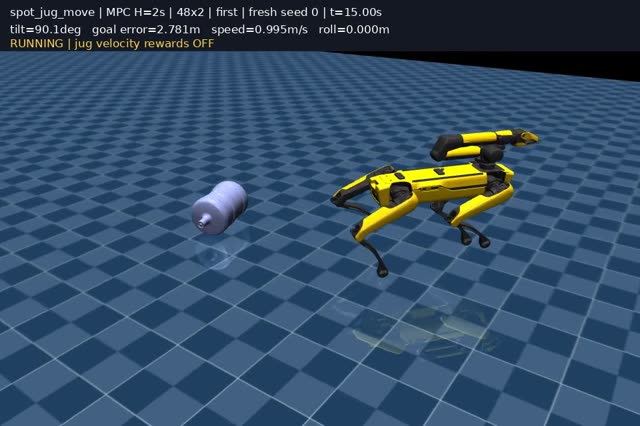 spot_jug_move | MPC H=2s | 48x2 | first | fresh seed 0 | t=15.00s
tilt=90.1deg   goal error=2.781m   speed=0.995m/s   roll=0.000m
RUNNING | jug velocity rewards OFF